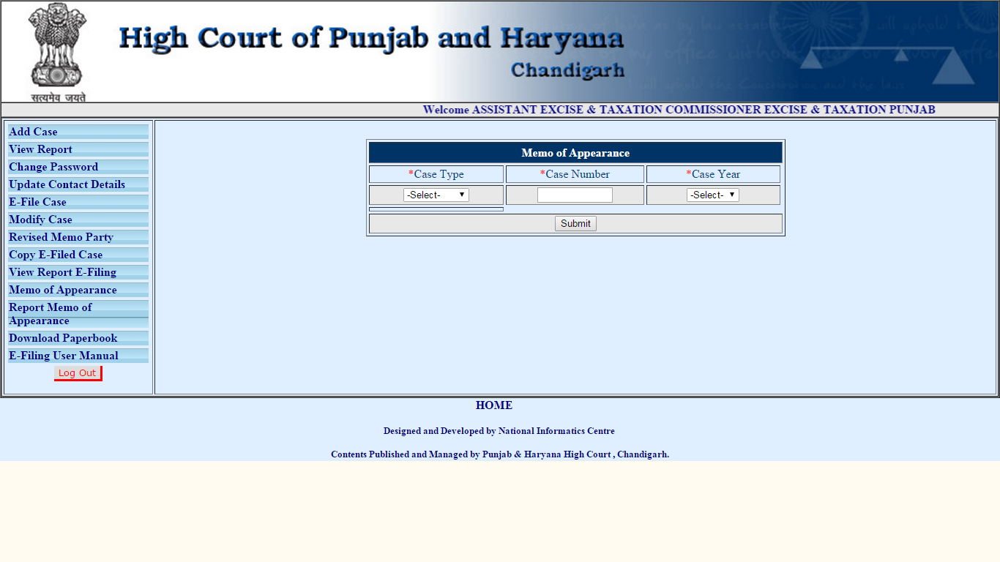 High Court of Punjab and Haryana
Chandigarh
सत्यमेव जयते
Welcome ASSISTANT EXCISE & TAXATION COMMISSIONER EXCISE & TAXATION PUNJAB
Add Case
View Report
Change Password
Update Contact Details
E-File Case
Modify Case
Revised Memo Party
Copy E-Filed Case
View Report E-Filing
Memo of Appearance
Report Memo of
Appearance
Download Paperbook
E-Filing User Manual
Log Out
Memo of Appearance
*Case Type *Case Number *Case Year
-Select- -Select-
Submit
HOME
Designed and Developed by National Informatics Centre
Contents Published and Managed by Punjab & Haryana High Court , Chandigarh.